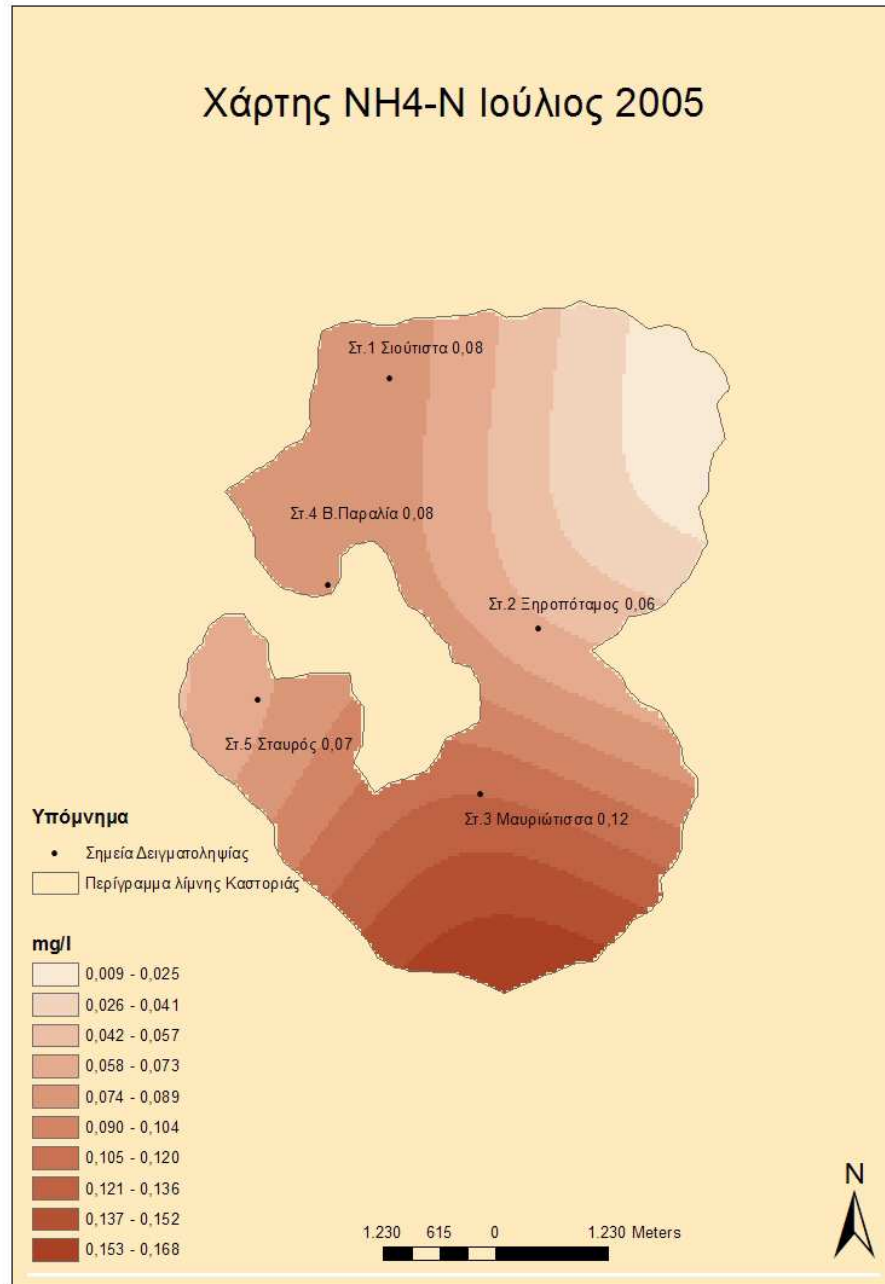 Χάρτης NH4-N Ιούλιος 2005
Στ.1 Σιούτιστα 0,08
Στ.4 Β.Παραλία 0,08
Στ.2 Ξηροπόταμος 0,06
Στ.5 Σταυρός 0,07
Στ.3 Μαυριώτισσα 0,12
Υπόμνημα
Σημεία Δειγματοληψίας
Περίγραμμα λίμνης Καστοριάς
mg/l
0,009 - 0,025
0,026 - 0,041
0,042 - 0,057
0,058 - 0,073
0,074 - 0,089
0,090 - 0,104
0,105 - 0,120
0,121 - 0,136
0,137 - 0,152
0,153 - 0,168
1.230 615 0 1.230 Meters
N